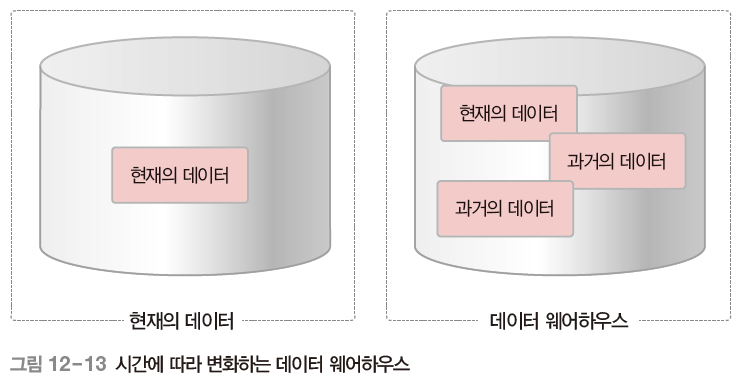 현재의 데이터
현재의 데이터
현재의 데이터
과거의 데이터
과거의 데이터
데이터 웨어하우스
그림 12-13 시간에 따라 변화하는 데이터 웨어하우스